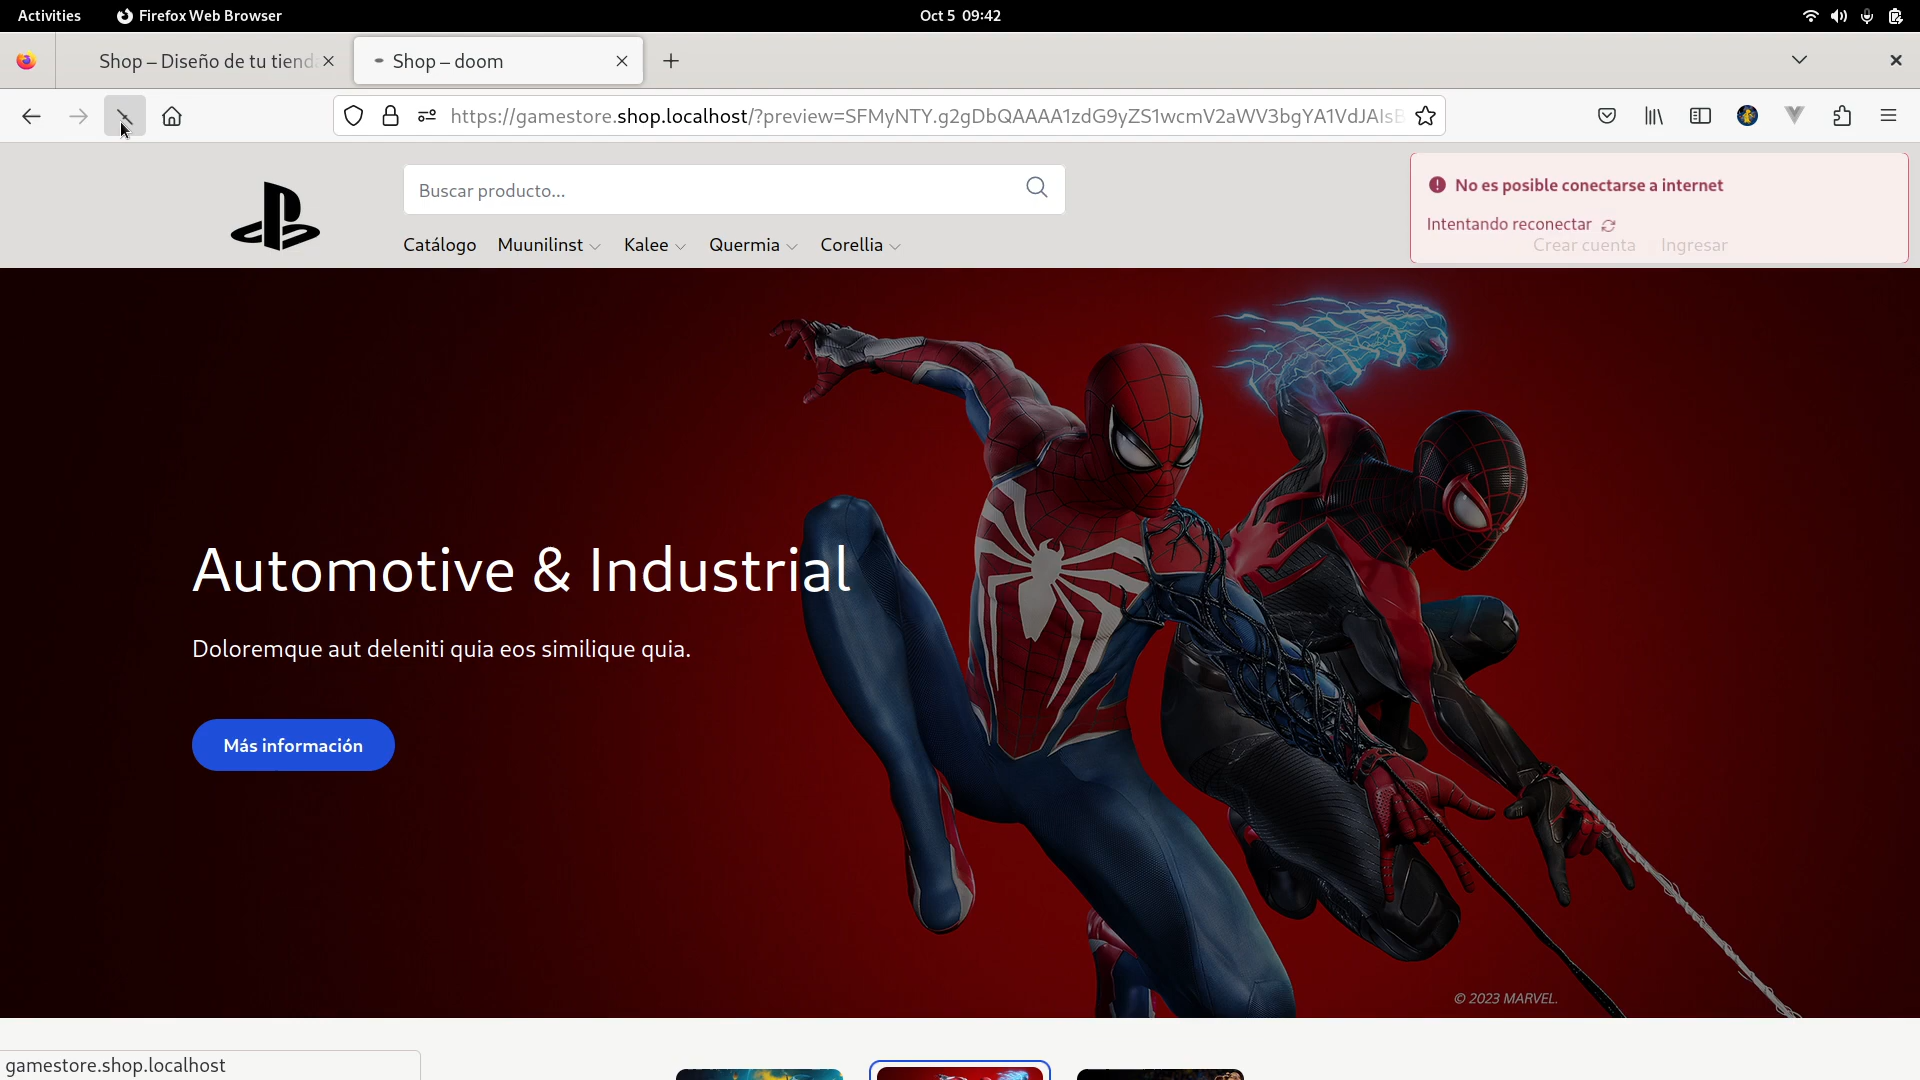 Activities Firefox Web Browser Oct 5 09:42
Shop – Diseño de tu tienda Shop – doom
https://gamestore.shop.localhost/?preview=SFMyNTY.g2gDbQAAAA1zdG9yZS1wcmV2aWV3bgYA1VdJAIsB
Buscar producto...
No es posible conectarse a internet
Intentando reconectar
Catálogo Muunilinst Kalee Quermia Corellia Crear cuenta Ingresar
Automotive & Industrial
Doloremque aut deleniti quia eos similique quia.
Más información
© 2023 MARVEL.
gamestore.shop.localhost